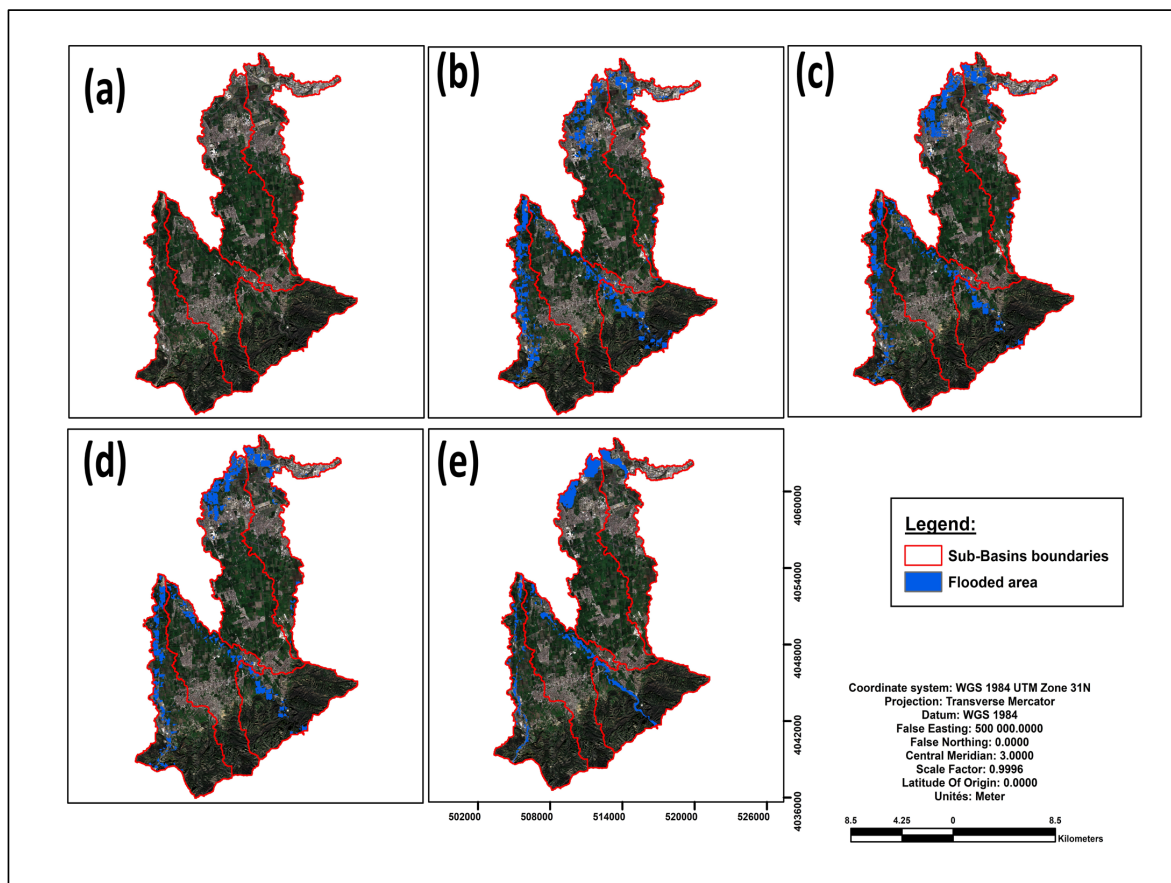 (a)
(b)
(c)
(d)
(e)
4060000
4054000
4048000
4042000
4036000
502000
508000
514000
520000
526000
Legend:
Sub-Basins boundaries
Flooded area
Coordinate system: WGS 1984 UTM Zone 31N
Projection: Transverse Mercator
Datum: WGS 1984
False Easting: 500 000.0000
False Northing: 0.0000
Central Meridian: 3.0000
Scale Factor: 0.9996
Latitude Of Origin: 0.0000
Unités: Meter
8.5 4.25 0 8.5
Kilometers